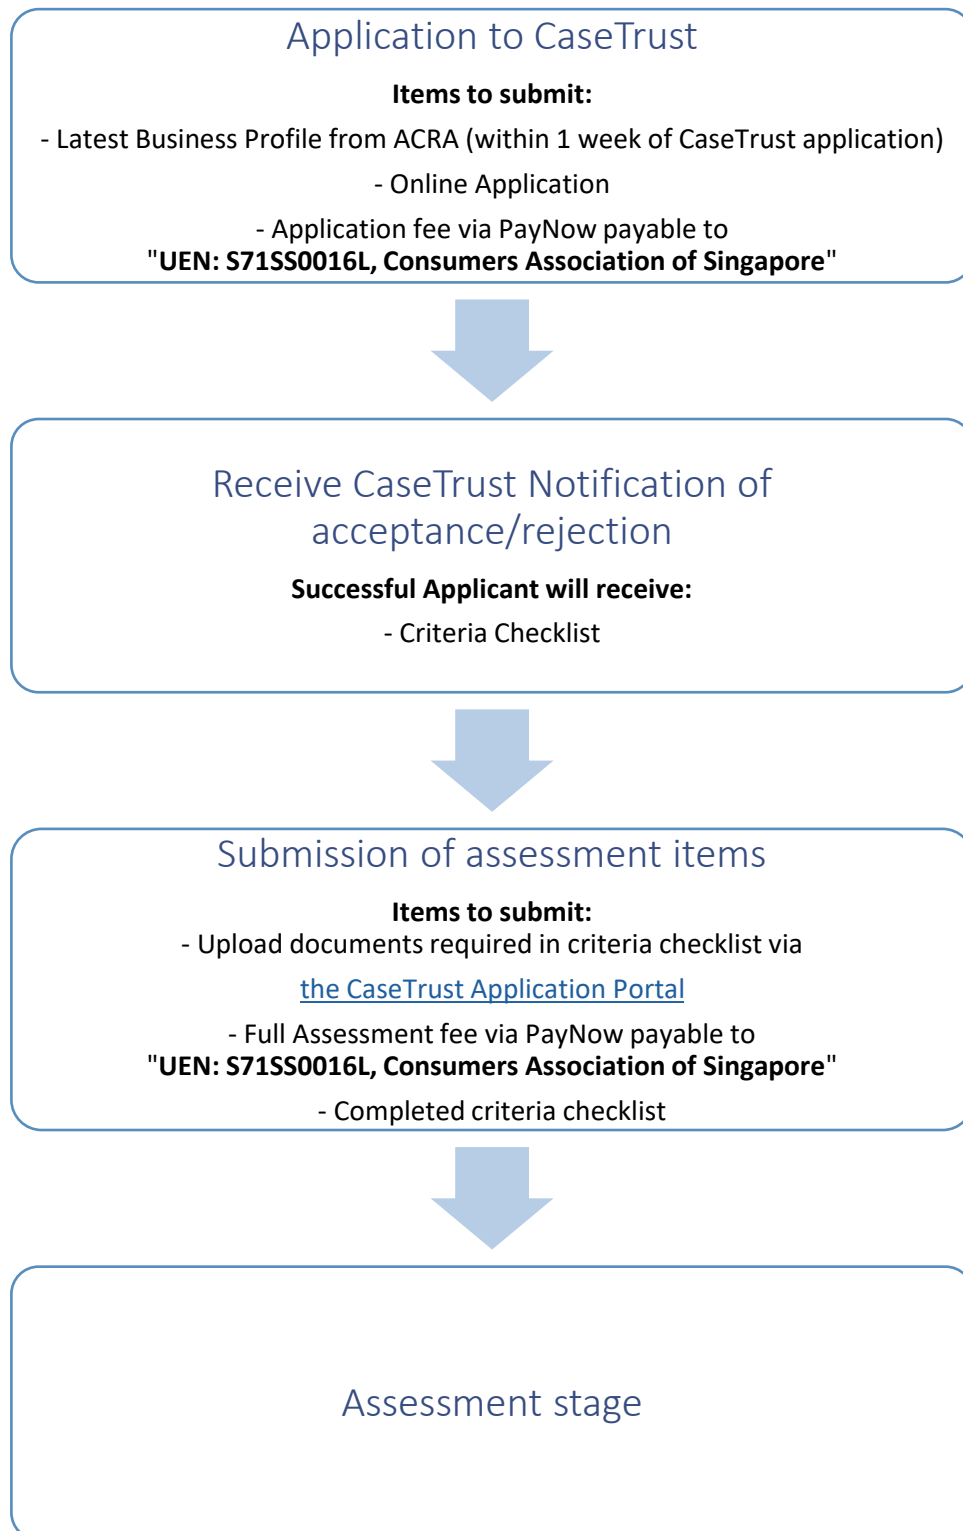 Application to CaseTrust
Items to submit:
- Latest Business Profile from ACRA (within 1 week of CaseTrust application)
- Online Application
- Application fee via PayNow payable to
"UEN: S71SS0016L, Consumers Association of Singapore"
Receive CaseTrust Notification of
acceptance/rejection
Successful Applicant will receive:
- Criteria Checklist
Submission of assessment items
Items to submit:
- Upload documents required in criteria checklist via
the CaseTrust Application Portal
- Full Assessment fee via PayNow payable to
"UEN: S71SS0016L, Consumers Association of Singapore"
- Completed criteria checklist
Assessment stage